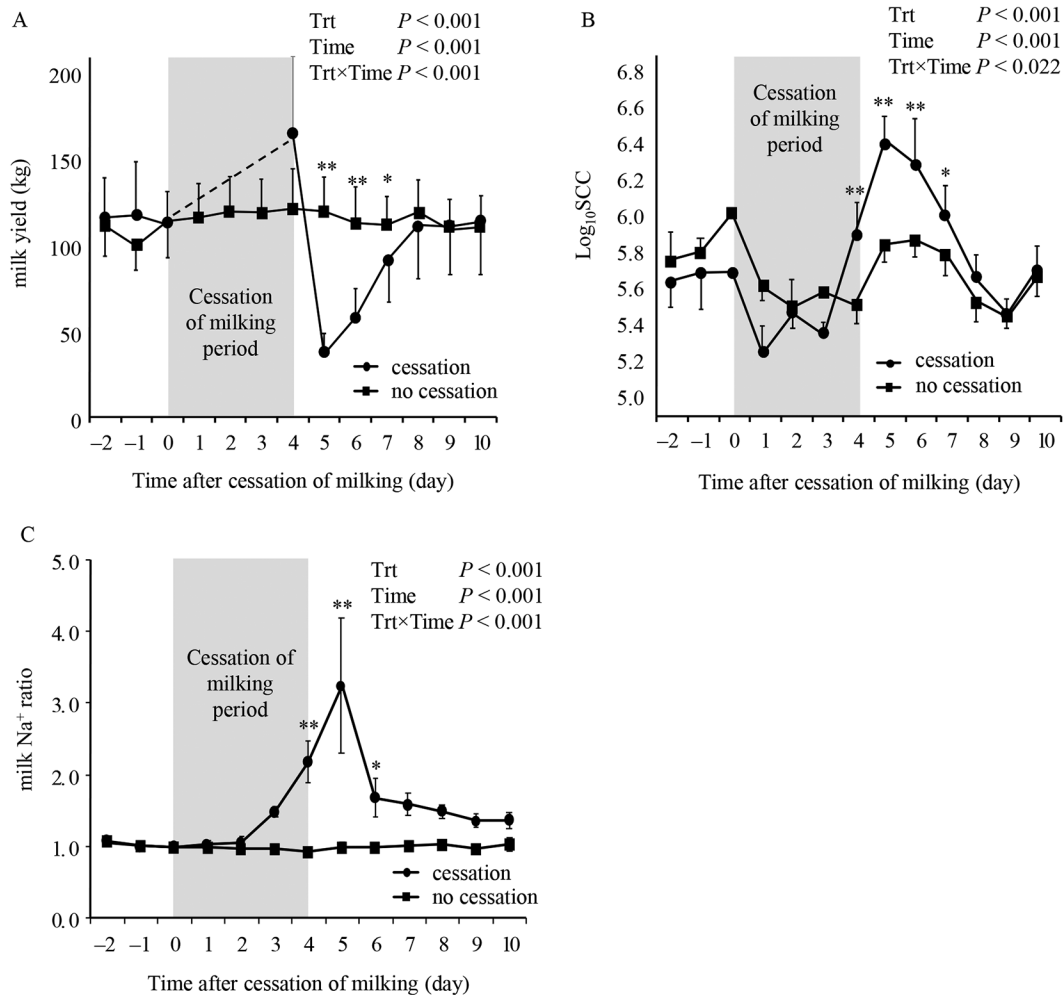 A
Trt P < 0.001
Time P < 0.001
Trt×Time P < 0.001
200
150
100
50
0
milk yield (kg)
Cessation
of milking
period
** ** *
cessation
no cessation
−2 −1 0 1 2 3 4 5 6 7 8 9 10
Time after cessation of milking (day)
B
Trt P < 0.001
Time P < 0.001
Trt×Time P < 0.022
6.8
6.6
6.4
6.2
6.0
5.8
5.6
5.4
5.2
5.0
Log10SCC
Cessation
of milking
period
** ** ** *
cessation
no cessation
−2 −1 0 1 2 3 4 5 6 7 8 9 10
Time after cessation of milking (day)
C
Trt P < 0.001
Time P < 0.001
Trt×Time P < 0.001
5.0
4.0
3.0
2.0
1.0
0.0
milk Na+ ratio
Cessation of
milking
period
** ** *
cessation
no cessation
−2 −1 0 1 2 3 4 5 6 7 8 9 10
Time after cessation of milking (day)